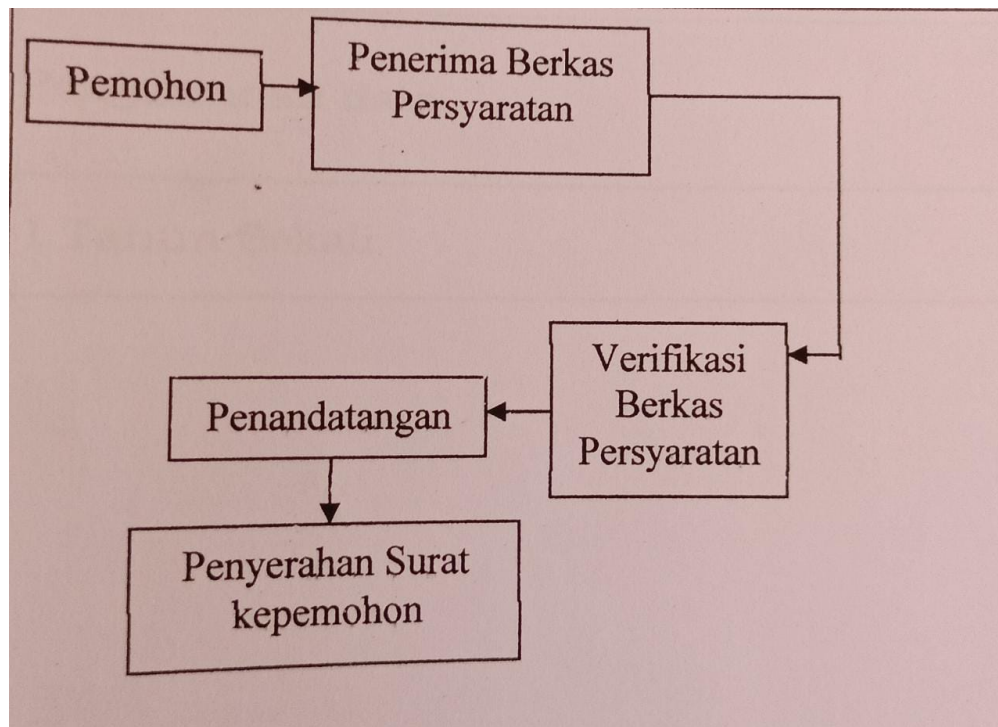 Pemohon
Penerima Berkas
Persyaratan
Verifikasi
Berkas
Persyaratan
Penandatangan
Penyerahan Surat
kepemohon